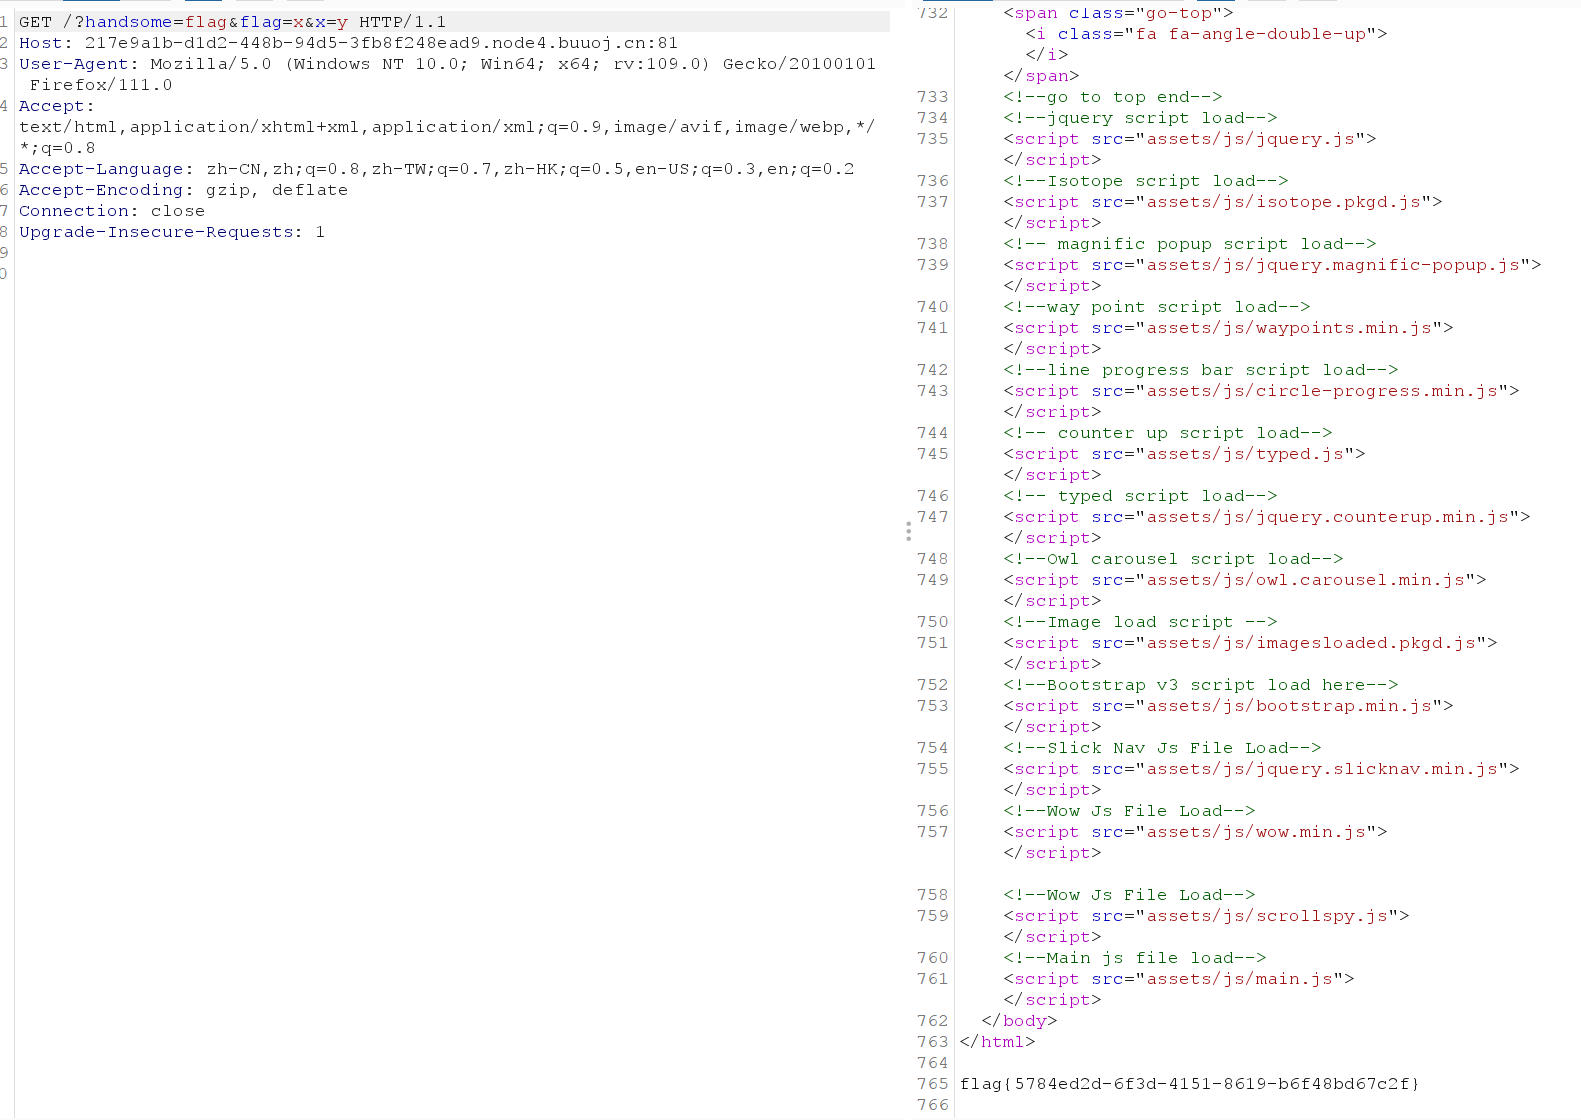 1 GET /?handsome=flag&flag=x&x=y HTTP/1.1
2 Host: 217e9a1b-d1d2-448b-94d5-3fb8f248ead9.node4.buuoj.cn:81
3 User-Agent: Mozilla/5.0 (Windows NT 10.0; Win64; x64; rv:109.0) Gecko/20100101
Firefox/111.0
4 Accept:
text/html,application/xhtml+xml,application/xml;q=0.9,image/avif,image/webp,*/
*;q=0.8
5 Accept-Language: zh-CN,zh;q=0.8,zh-TW;q=0.7,zh-HK;q=0.5,en-US;q=0.3,en;q=0.2
6 Accept-Encoding: gzip, deflate
7 Connection: close
8 Upgrade-Insecure-Requests: 1
9
0
732 <span class="go-top">
<i class="fa fa-angle-double-up">
</i>
</span>
733 <!--go to top end-->
734 <!--jquery script load-->
735 <script src="assets/js/jquery.js">
</script>
736 <!--Isotope script load-->
737 <script src="assets/js/isotope.pkgd.js">
</script>
738 <!-- magnific popup script load-->
739 <script src="assets/js/jquery.magnific-popup.js">
</script>
740 <!--way point script load-->
741 <script src="assets/js/waypoints.min.js">
</script>
742 <!--line progress bar script load-->
743 <script src="assets/js/circle-progress.min.js">
</script>
744 <!-- counter up script load-->
745 <script src="assets/js/typed.js">
</script>
746 <!-- typed script load-->
747 <script src="assets/js/jquery.counterup.min.js">
</script>
748 <!--Owl carousel script load-->
749 <script src="assets/js/owl.carousel.min.js">
</script>
750 <!--Image load script -->
751 <script src="assets/js/imagesloaded.pkgd.js">
</script>
752 <!--Bootstrap v3 script load here-->
753 <script src="assets/js/bootstrap.min.js">
</script>
754 <!--Slick Nav Js File Load-->
755 <script src="assets/js/jquery.slicknav.min.js">
</script>
756 <!--Wow Js File Load-->
757 <script src="assets/js/wow.min.js">
</script>
758 <!--Wow Js File Load-->
759 <script src="assets/js/scrollspy.js">
</script>
760 <!--Main js file load-->
761 <script src="assets/js/main.js">
</script>
762 </body>
763 </html>
764
765 flag{5784ed2d-6f3d-4151-8619-b6f48bd67c2f}
766